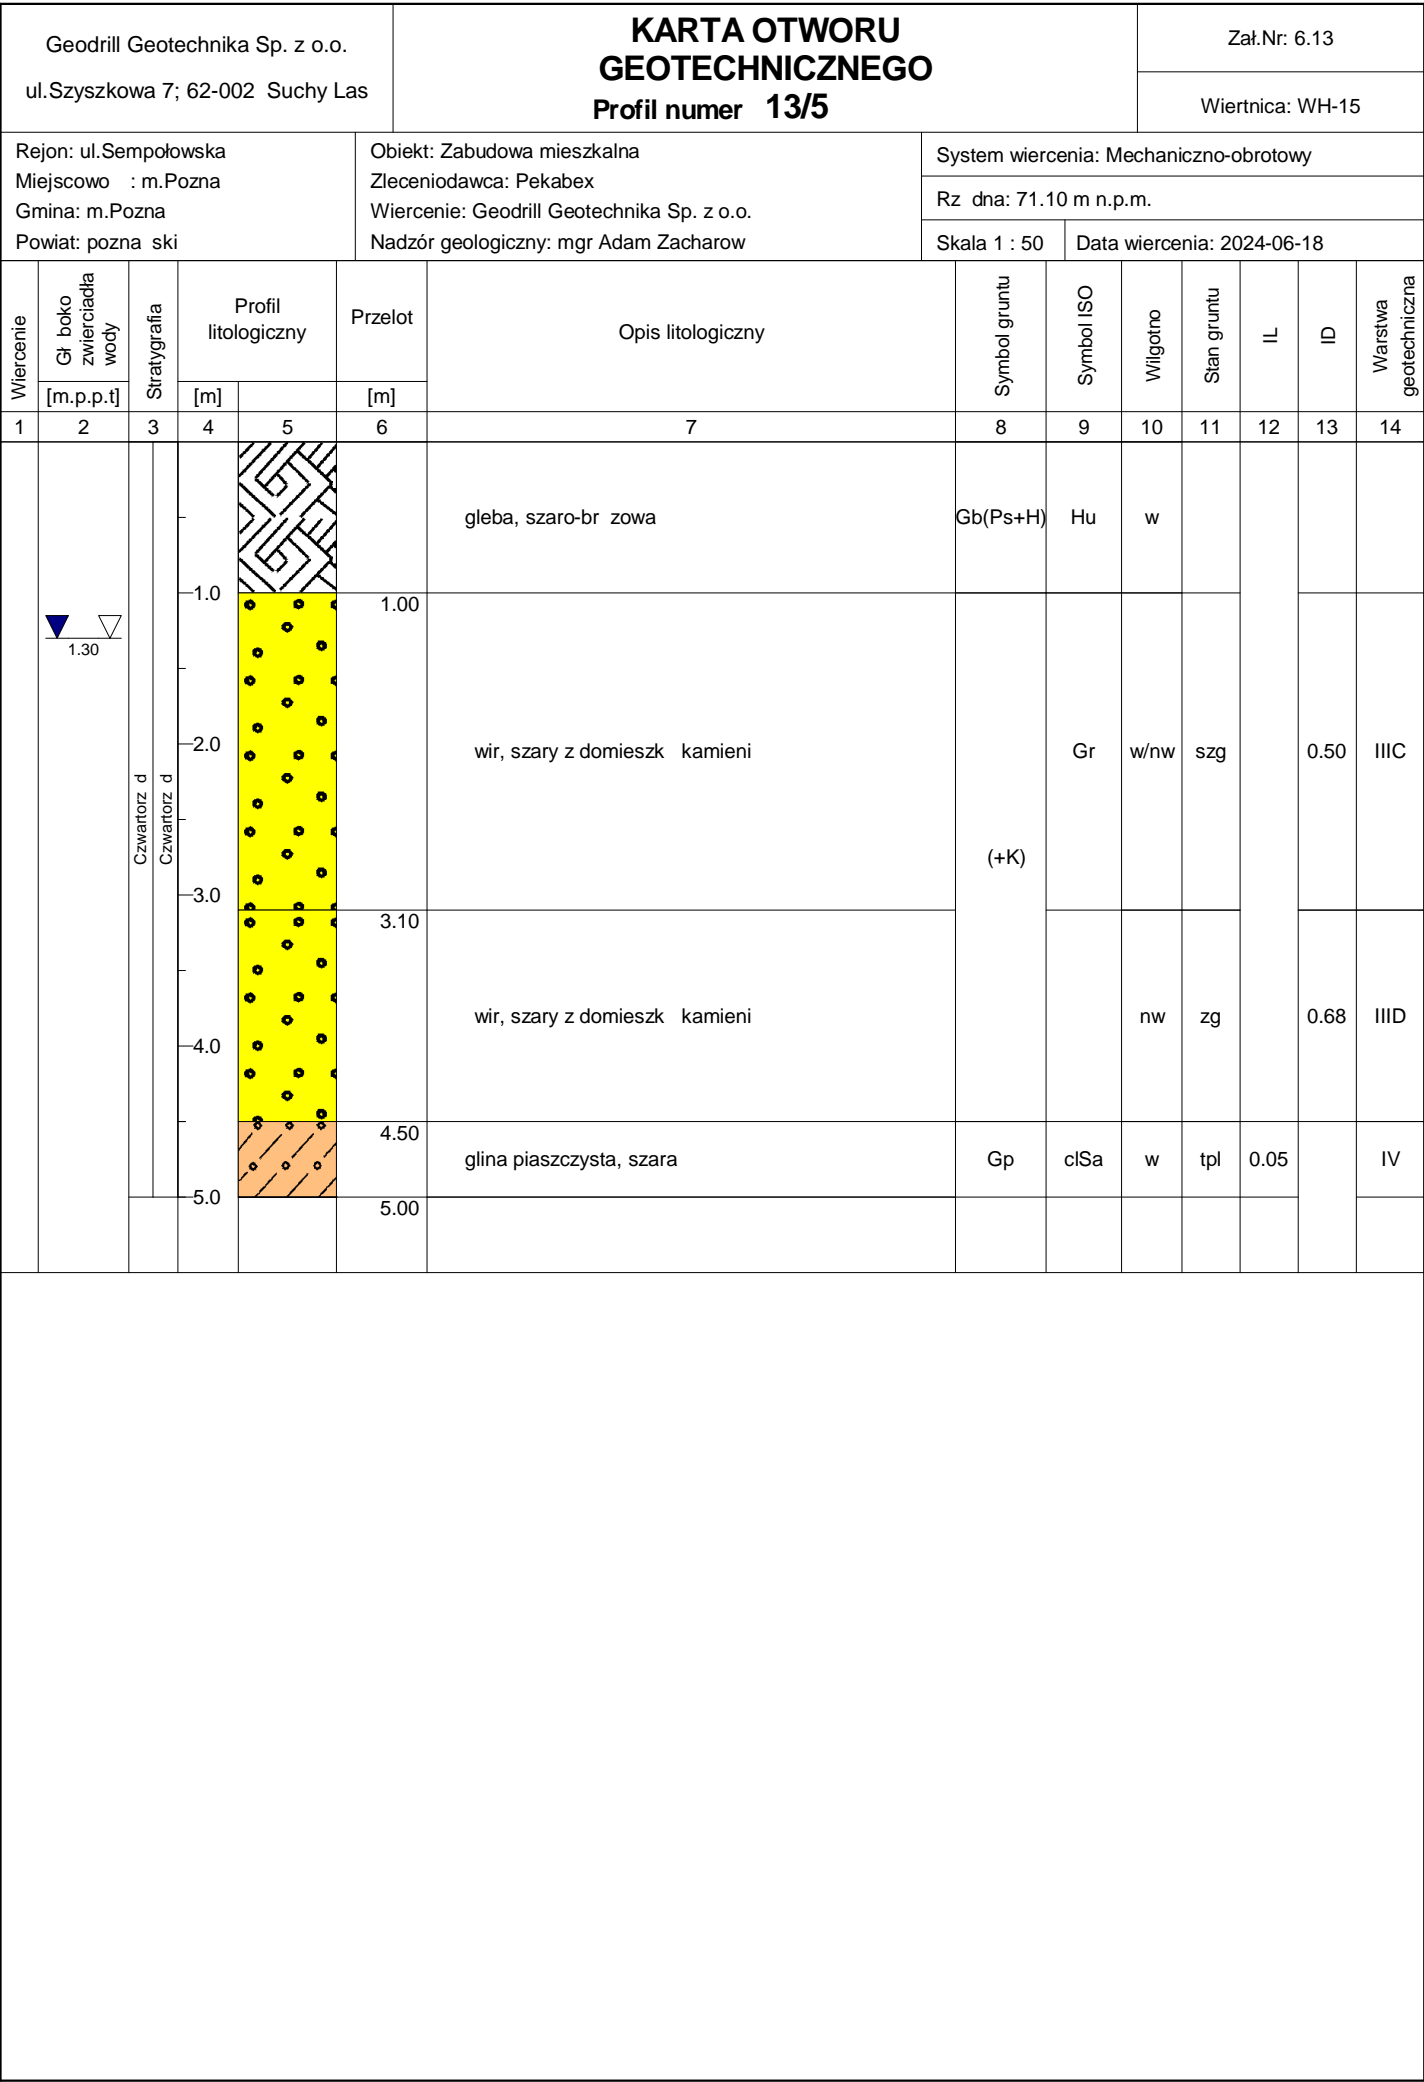 Geodrill Geotechnika Sp. z o.o.
ul.Szyszkowa 7; 62-002 Suchy Las
KARTA OTWORU
GEOTECHNICZNEGO
Profil numer 13/5
Zał.Nr: 6.13
Wiertnica: WH-15
Rejon: ul.Sempołowska
Miejscowo : m.Pozna
Gmina: m.Pozna
Powiat: pozna ski
Obiekt: Zabudowa mieszkalna
Zleceniodawca: Pekabex
Wiercenie: Geodrill Geotechnika Sp. z o.o.
Nadzór geologiczny: mgr Adam Zacharow
System wiercenia: Mechaniczno-obrotowy
Rz dna: 71.10 m n.p.m.
Skala 1 : 50
Data wiercenia: 2024-06-18
Wiercenie
Gł boko
zwierciadła
wody
[m.p.p.t]
Stratygrafia
Profil
litologiczny
[m]
Przelot
[m]
Opis litologiczny
Symbol gruntu
Symbol ISO
Wilgotno
Stan gruntu
IL
ID
Warstwa
geotechniczna
1 2 3 4 5 6 7 8 9 10 11 12 13 14
gleba, szaro-br zowa Gb(Ps+H) Hu w
1.0
1.00
1.30
2.0
wir, szary z domieszk kamieni Gr w/nw szg 0.50 IIIC
Czwartorz d
Czwartorz d
(+K)
3.0
3.10
wir, szary z domieszk kamieni nw zg 0.68 IIID
4.0
4.50
glina piaszczysta, szara Gp clSa w tpl 0.05 IV
5.0
5.00